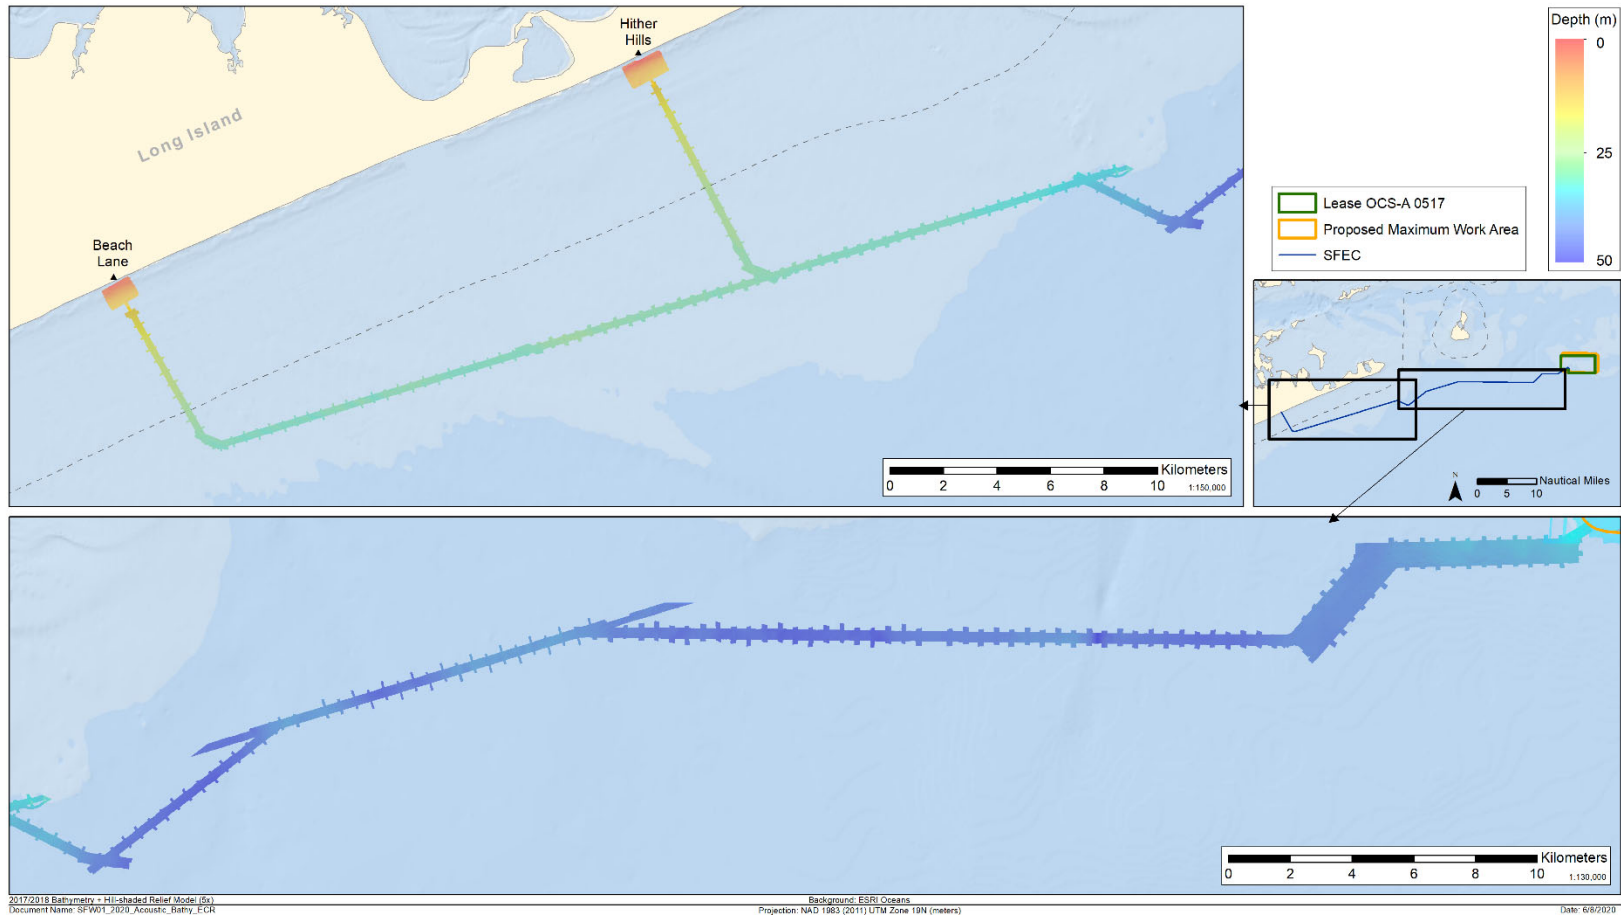 Hither
Hills
Long Island
Beach
Lane
Kilometers
0 2 4 6 8 10 1:150,000
Depth (m)
0
25
50
Lease OCS-A 0517
Proposed Maximum Work Area
SFEC
N
Nautical Miles
0 5 10
Kilometers
0 2 4 6 8 10 1:130,000
2017/2018 Bathymetry + Hill-shaded Relief Model (5x)
Background: ESRI Oceans
Document Name: SFW01_2020_Acoustic_Bathy_ECR
Projection: NAD 1983 (2011) UTM Zone 19N (meters)
Date: 6/8/2020